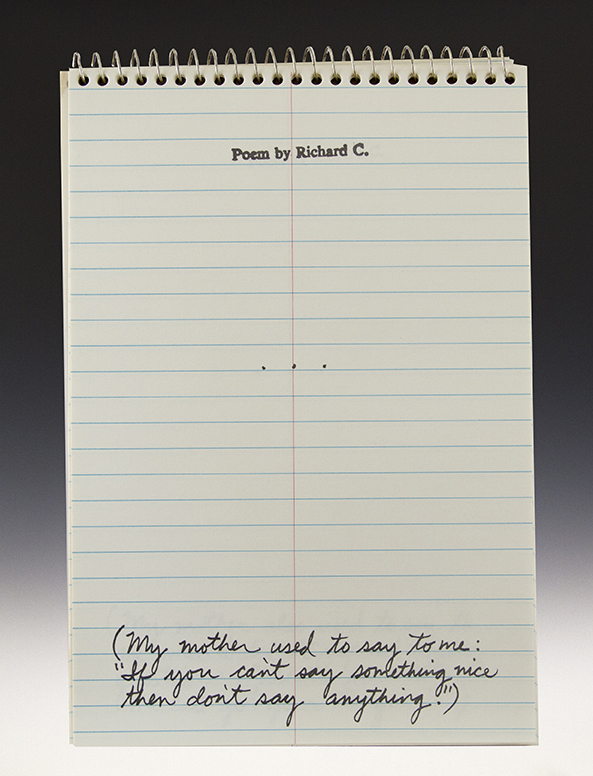 Poem by Richard C.
. . .
(My mother used to say to me:
"If you can't say something nice
then don't say anything.")